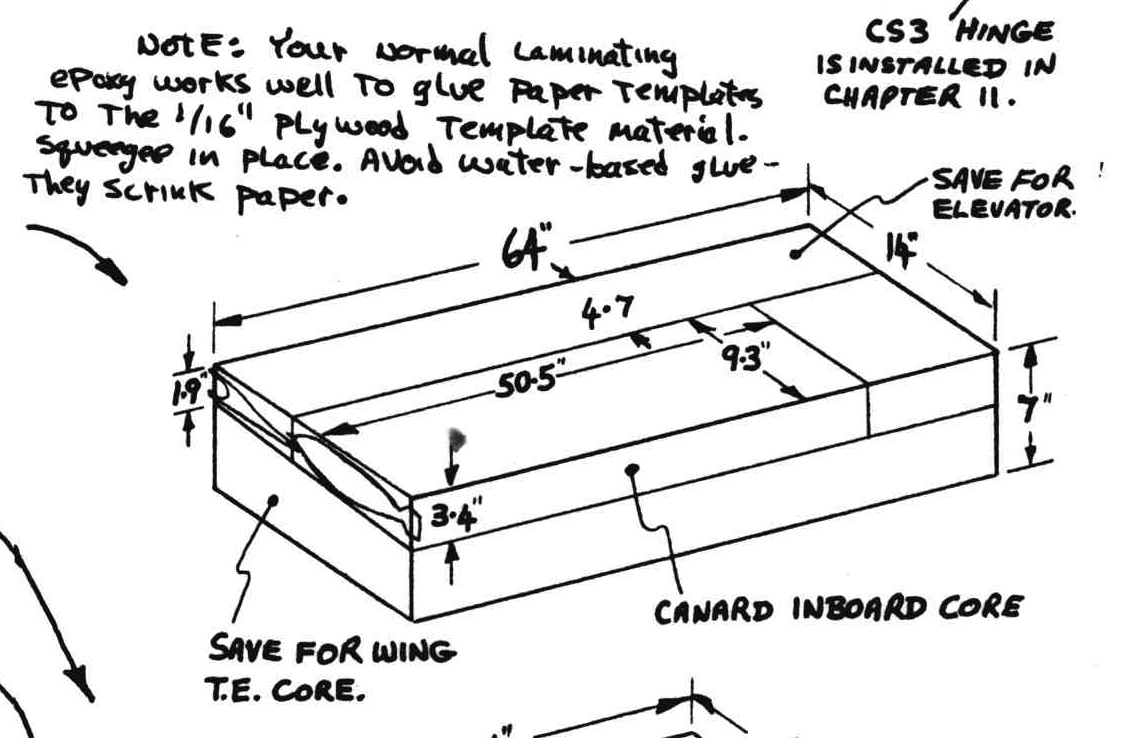 NOTE: Your normal Laminating
epoxy works well To glue Paper Templates
To The 1/16" Plywood Template material.
Squeegee in place. Avoid water-based glue-
They Scrink paper.
CS3 HINGE
IS INSTALLED IN
CHAPTER 11.
SAVE FOR
ELEVATOR.
64"
14"
4.7
1.9"
50.5"
9.3"
7"
3.4"
CANARD INBOARD CORE
SAVE FOR WING
T.E. CORE.